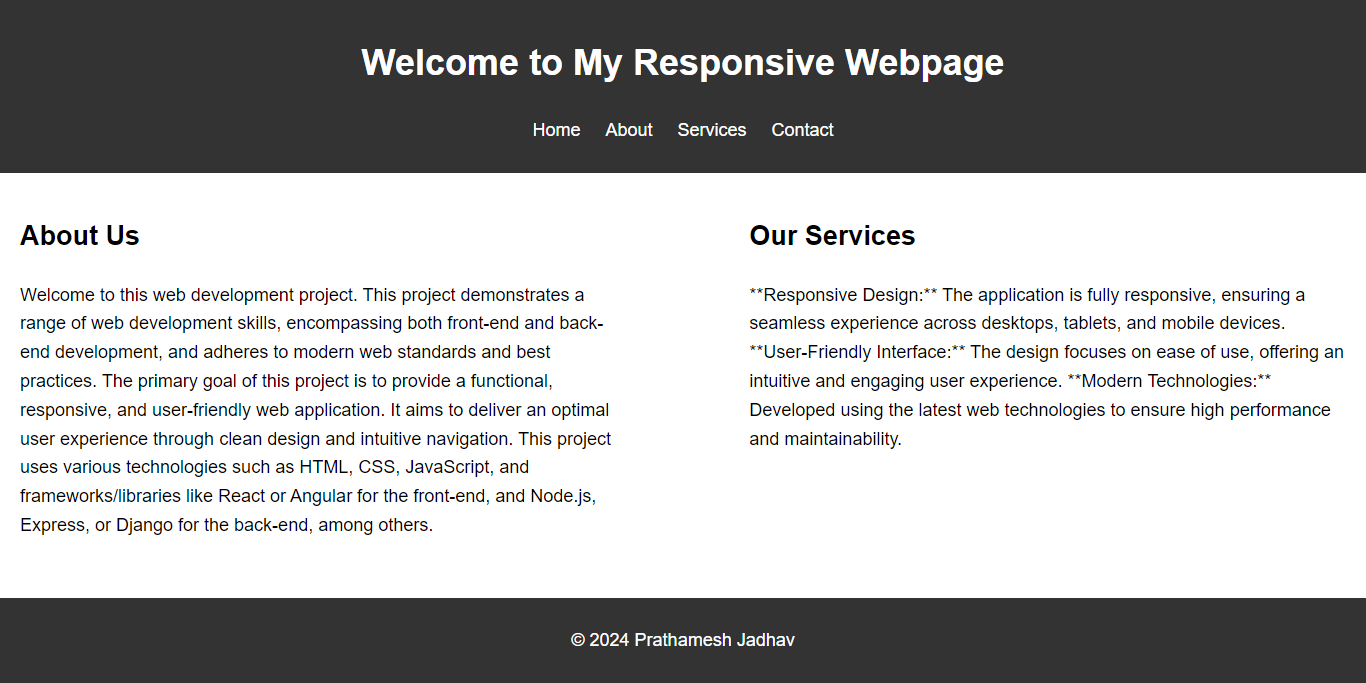 Welcome to My Responsive Webpage
Home About Services Contact
About Us
Welcome to this web development project. This project demonstrates a
range of web development skills, encompassing both front-end and back-
end development, and adheres to modern web standards and best
practices. The primary goal of this project is to provide a functional,
responsive, and user-friendly web application. It aims to deliver an optimal
user experience through clean design and intuitive navigation. This project
uses various technologies such as HTML, CSS, JavaScript, and
frameworks/libraries like React or Angular for the front-end, and Node.js,
Express, or Django for the back-end, among others.
Our Services
**Responsive Design:** The application is fully responsive, ensuring a
seamless experience across desktops, tablets, and mobile devices.
**User-Friendly Interface:** The design focuses on ease of use, offering an
intuitive and engaging user experience. **Modern Technologies:**
Developed using the latest web technologies to ensure high performance
and maintainability.
© 2024 Prathamesh Jadhav